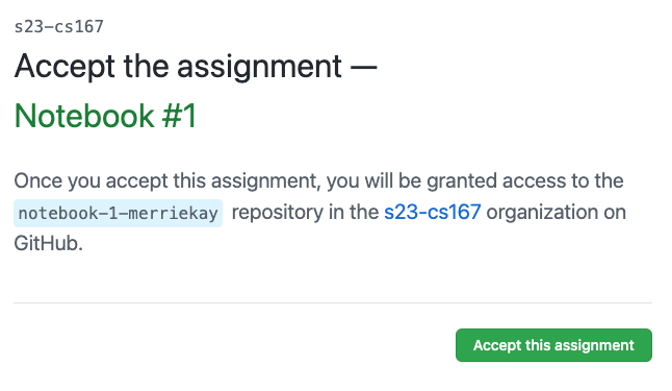 s23-cs167
Accept the assignment —
Notebook #1
Once you accept this assignment, you will be granted access to the
notebook-1-merriekay repository in the s23-cs167 organization on
GitHub.
Accept this assignment